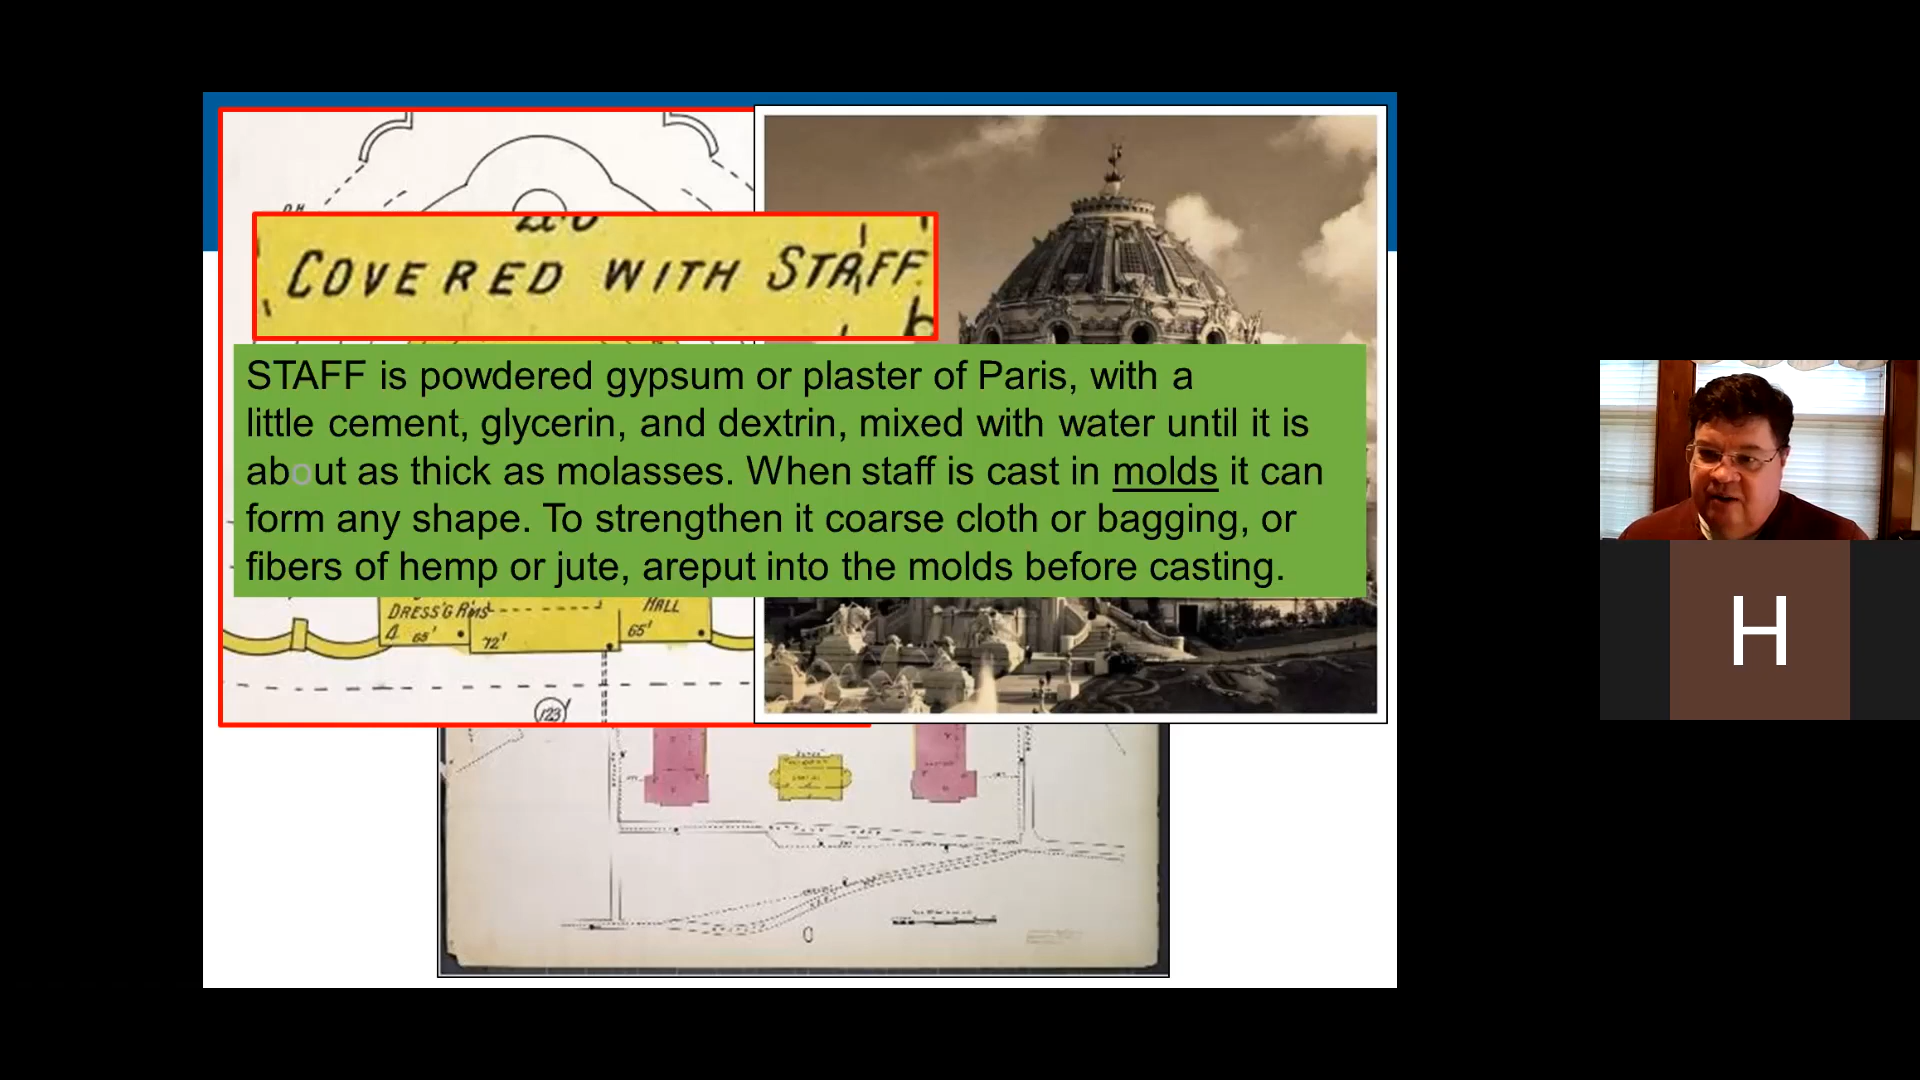 COVERED WITH STAFF
STAFF is powdered gypsum or plaster of Paris, with a
little cement, glycerin, and dextrin, mixed with water until it is
about as thick as molasses. When staff is cast in molds it can
form any shape. To strengthen it coarse cloth or bagging, or
fibers of hemp or jute, areput into the molds before casting.
DRESS'G RMS
HALL
4 65'
72'
65'
123
H